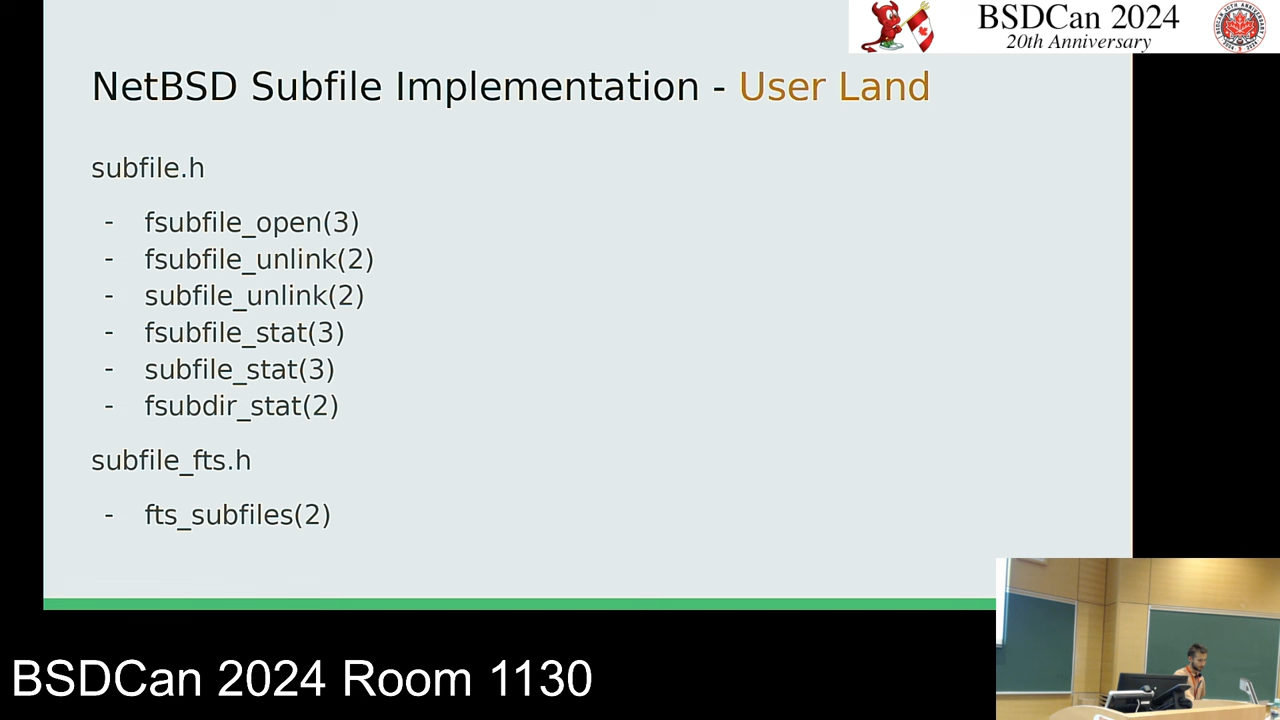 BSDCan 2024
20th Anniversary
NetBSD Subfile Implementation - User Land
subfile.h
- fsubfile_open(3)
- fsubfile_unlink(2)
- subfile_unlink(2)
- fsubfile_stat(3)
- subfile_stat(3)
- fsubdir_stat(2)
subfile_fts.h
- fts_subfiles(2)
BSDCan 2024 Room 1130